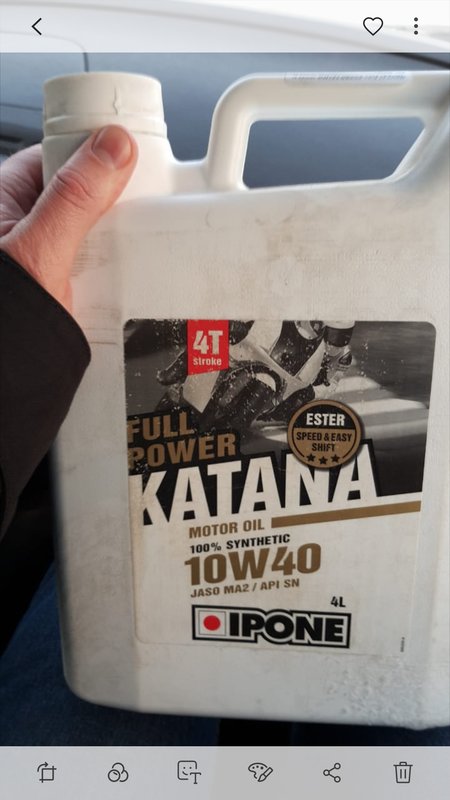 4T
stroke
FULL
POWER
ESTER
SPEED & EASY
SHIFT
KATANA
MOTOR OIL
100% SYNTHETIC
10W40
JASO MA2 / API SN
4L
IPONE